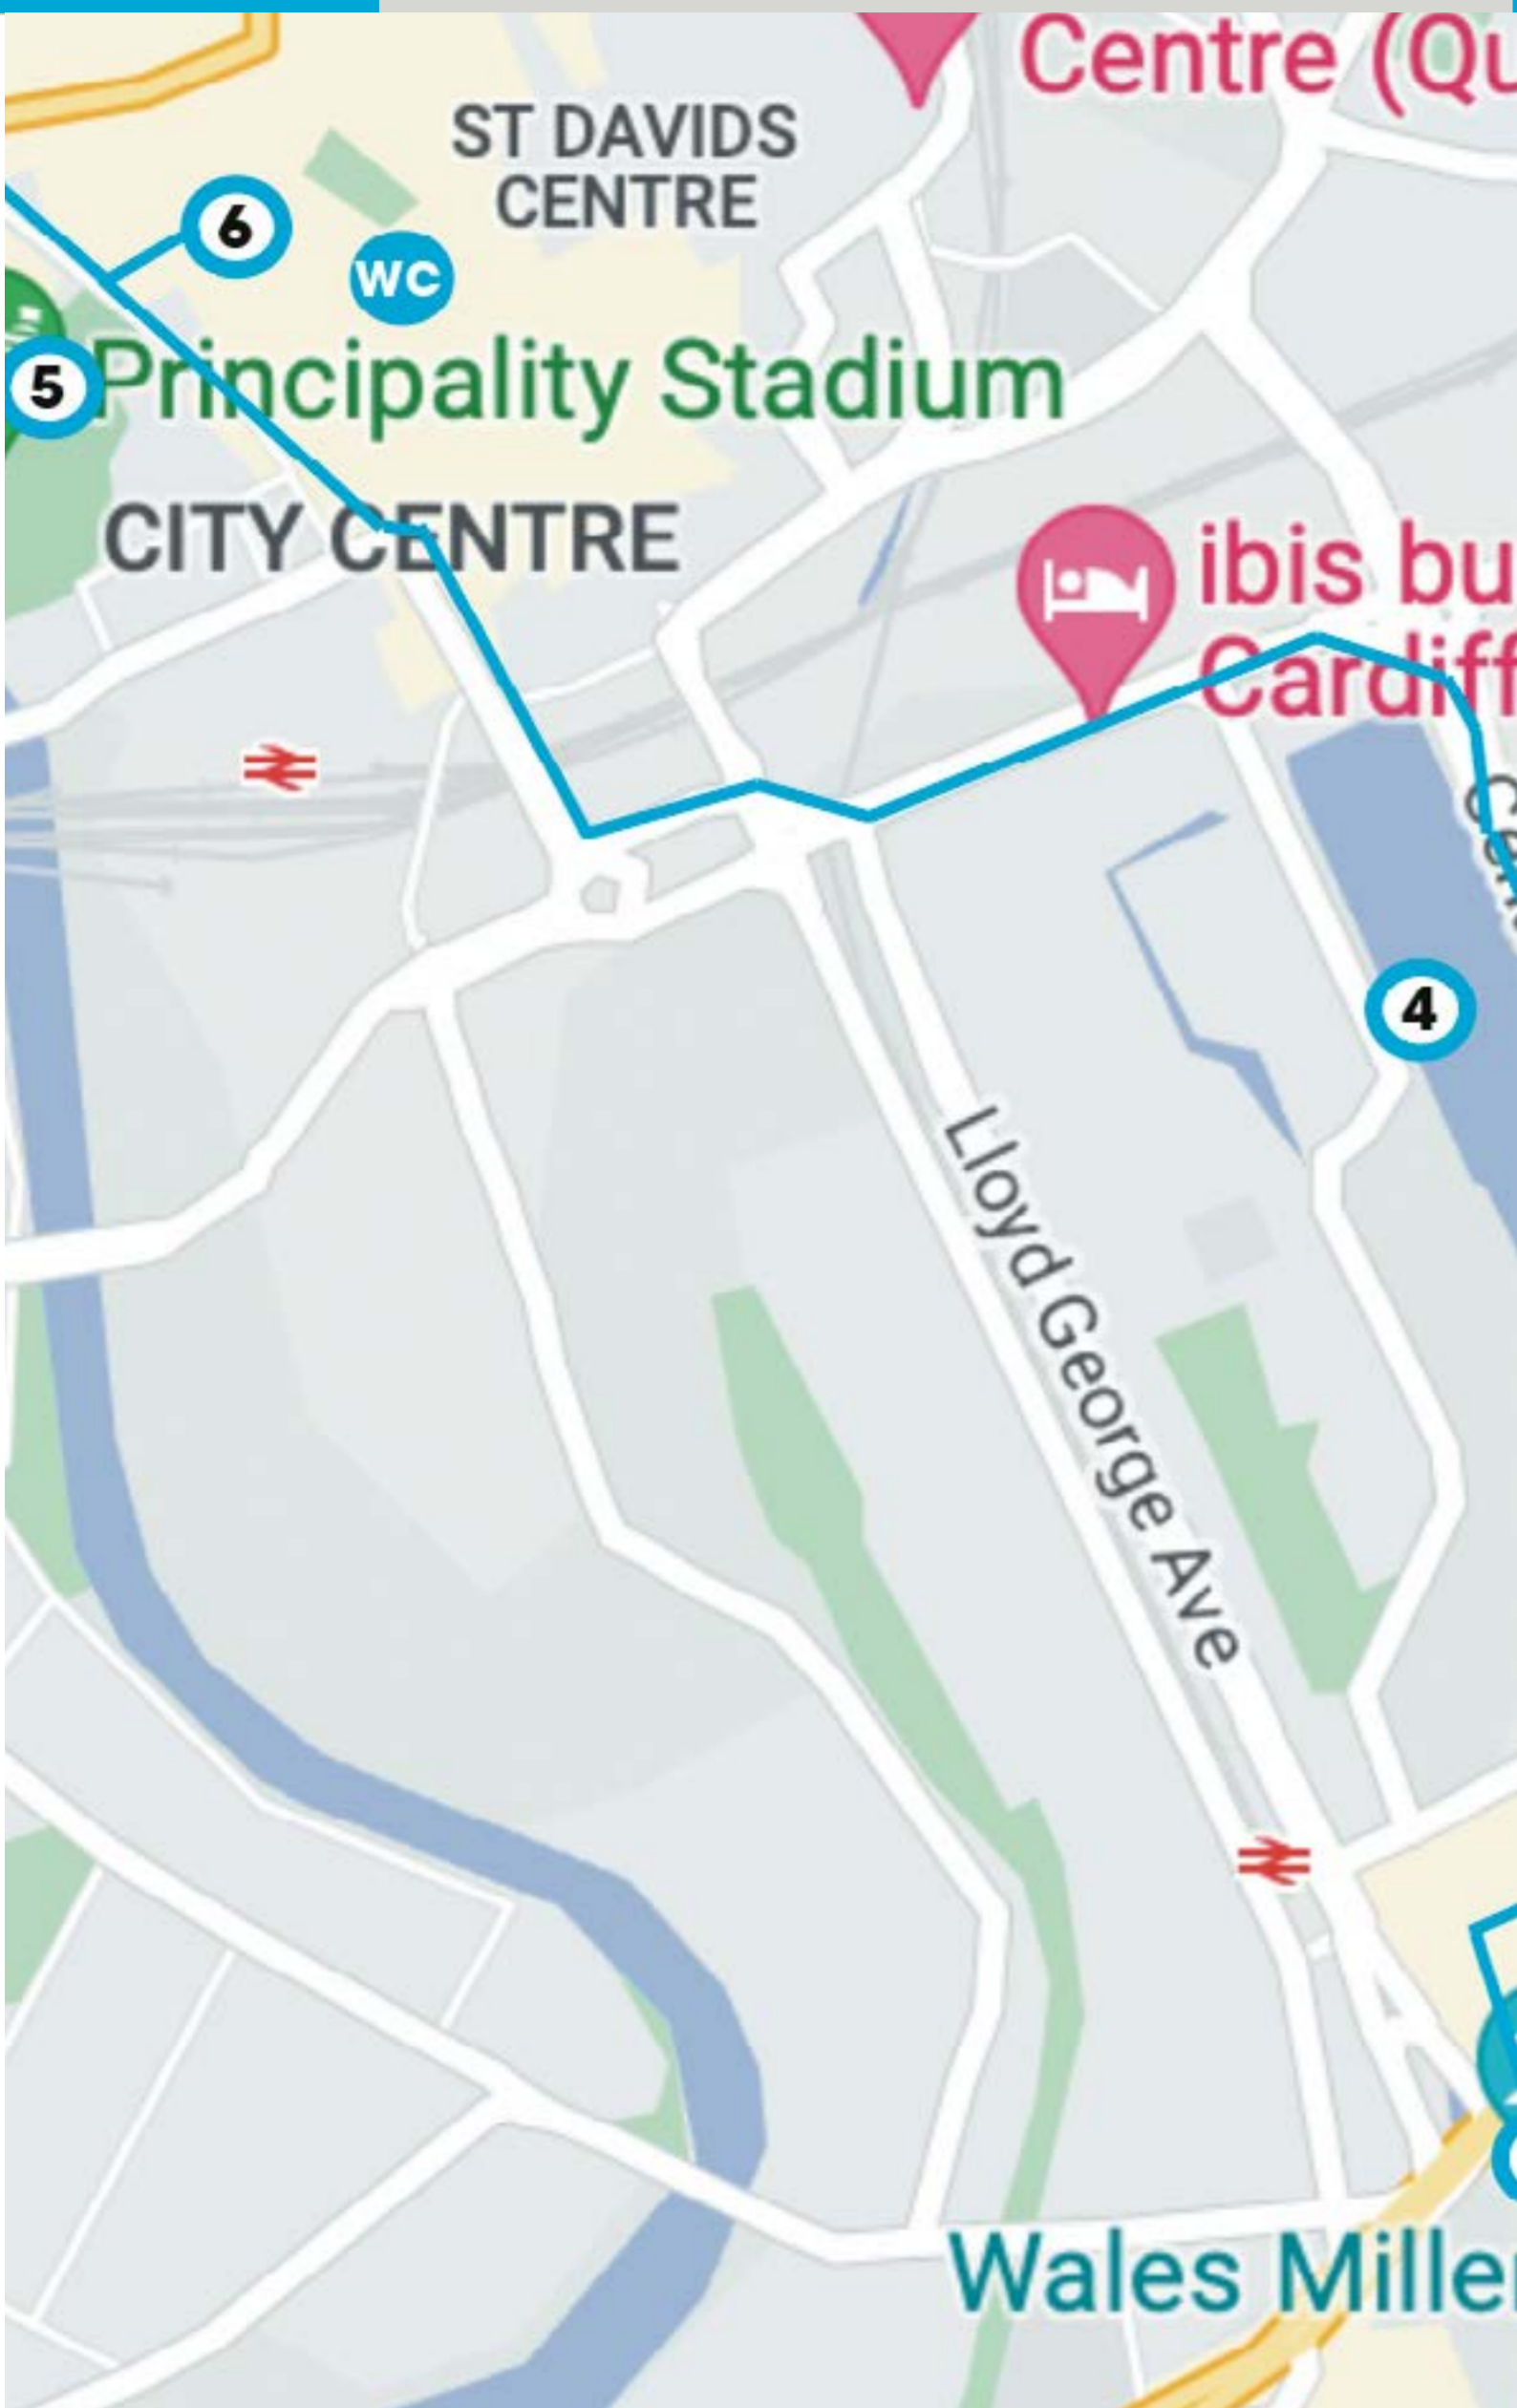 Centre (Qu
ST DAVIDS
CENTRE
6
WC
5
Principality Stadium
CITY CENTRE
ibis bu
Cardiff
4
Lloyd George Ave
Wales Miller